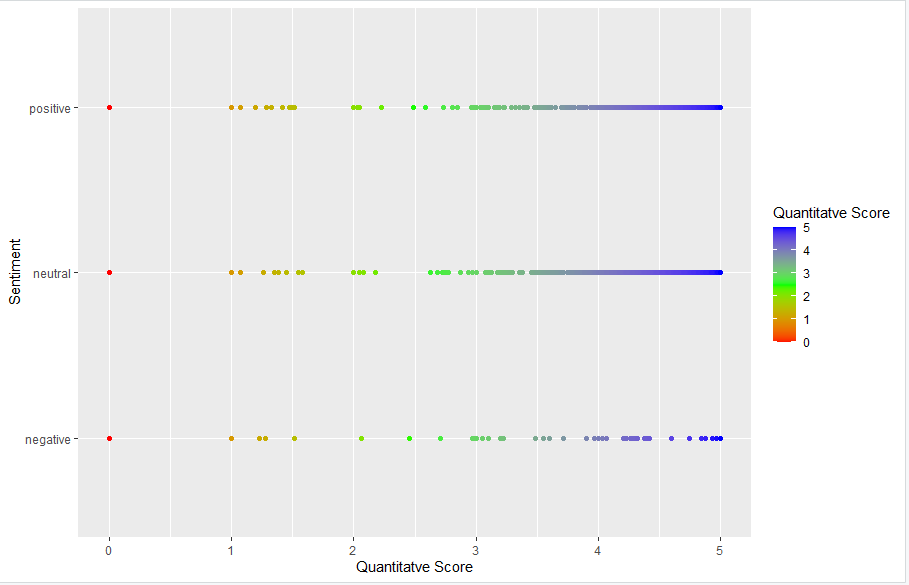 positive
neutral
negative
Sentiment
0 1 2 3 4 5
Quantitatve Score
Quantitatve Score
5
4
3
2
1
0